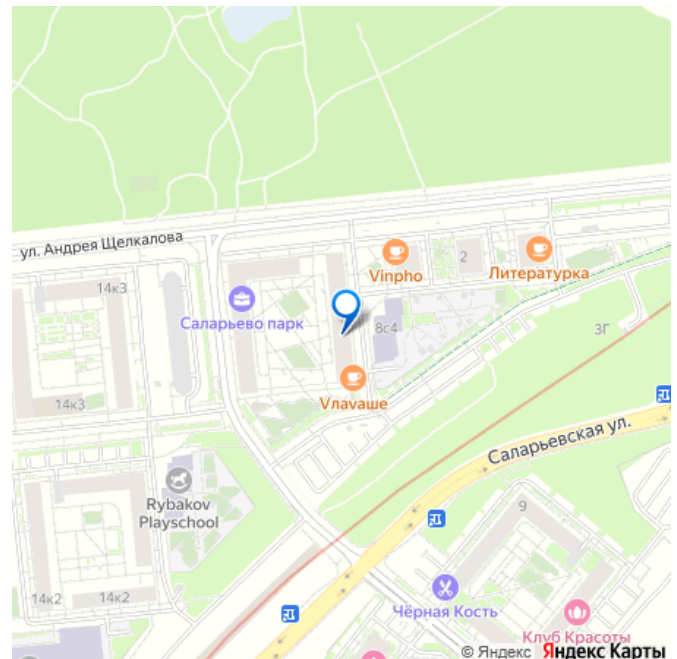 ул. Андрея Щелкалова
Vinpho
2
Литературка
14к3
Саларьево парк
8с4
3Г
Vлаvаше
14к3
Саларьевская ул.
Rybakov
Playschool
9
14к2
14к2
Чёрная Кость
Клуб Красоты
© Яндекс Яндекс Карты